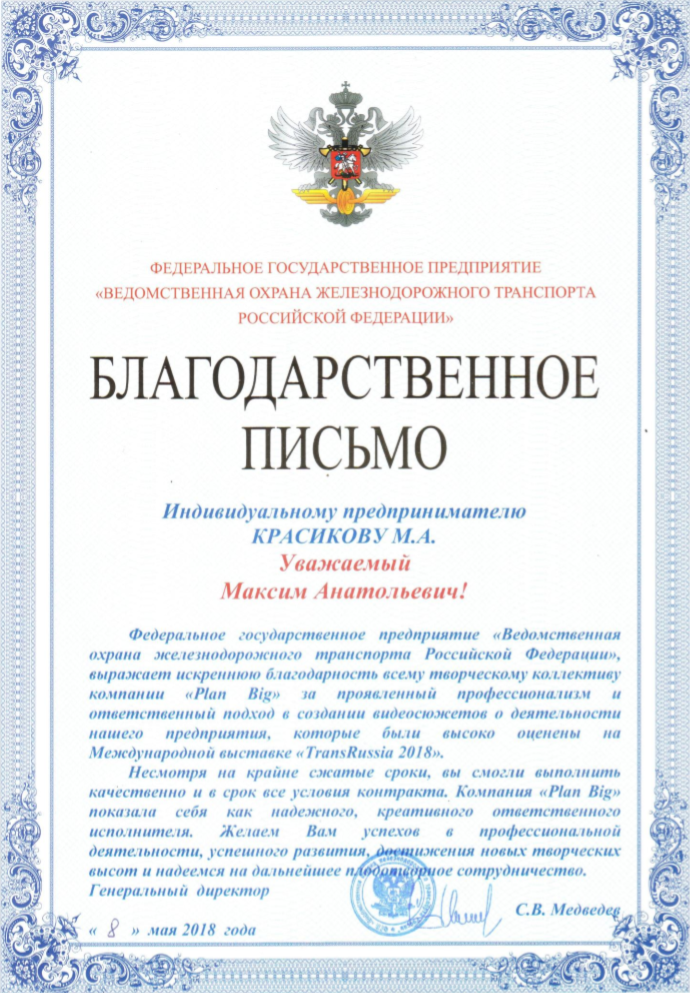 ФЕДЕРАЛЬНОЕ ГОСУДАРСТВЕННОЕ ПРЕДПРИЯТИЕ
«ВЕДОМСТВЕННАЯ ОХРАНА ЖЕЛЕЗНОДОРОЖНОГО ТРАНСПОРТА
РОССИЙСКОЙ ФЕДЕРАЦИИ»
БЛАГОДАРСТВЕННОЕ
ПИСЬМО
Индивидуальному предпринимателю
КРАСИКОВУ М.А.
Уважаемый
Максим Анатольевич!
Федеральное государственное предприятие «Ведомственная
охрана железнодорожного транспорта Российской Федерации»,
выражает искреннюю благодарность всему творческому коллективу
компании «Plan Big» за проявленный профессионализм и
ответственный подход в создании видеосюжетов о деятельности
нашего предприятия, которые были высоко оценены на
Международной выставке «TransRussia 2018».
Несмотря на крайне сжатые сроки, вы смогли выполнить
качественно и в срок все условия контракта. Компания «Plan Big»
показала себя как надежного, креативного ответственного
исполнителя. Желаем Вам успехов в профессиональной
деятельности, успешного развития, достижения новых творческих
высот и надеемся на дальнейшее плодотворное сотрудничество.
Генеральный директор
С.В. Медведев
« 8 » мая 2018 года